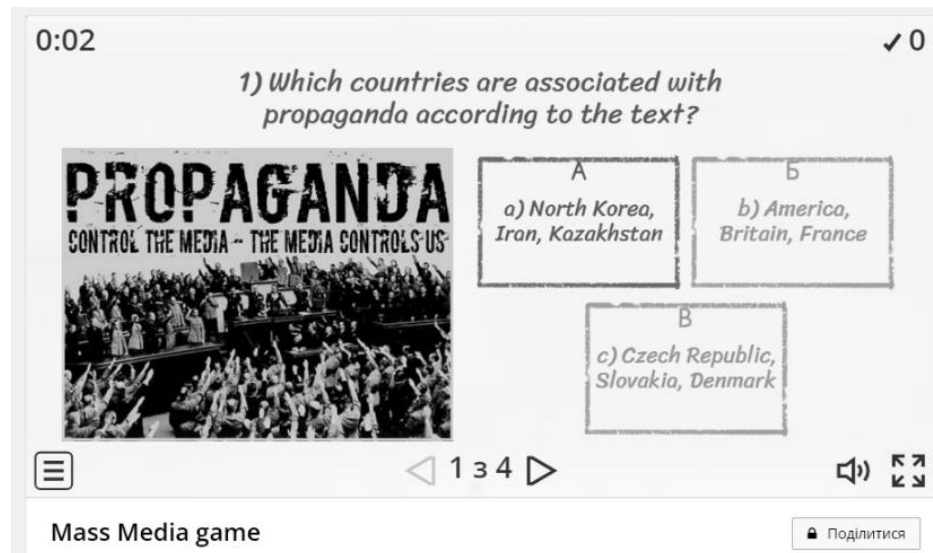 0:02
✓ 0
1) Which countries are associated with
propaganda according to the text?
PROPAGANDA
CONTROL THE MEDIA - THE MEDIA CONTROLS US
А
a) North Korea,
Iran, Kazakhstan
Б
b) America,
Britain, France
В
c) Czech Republic,
Slovakia, Denmark
1 з 4
Mass Media game
Поділитися